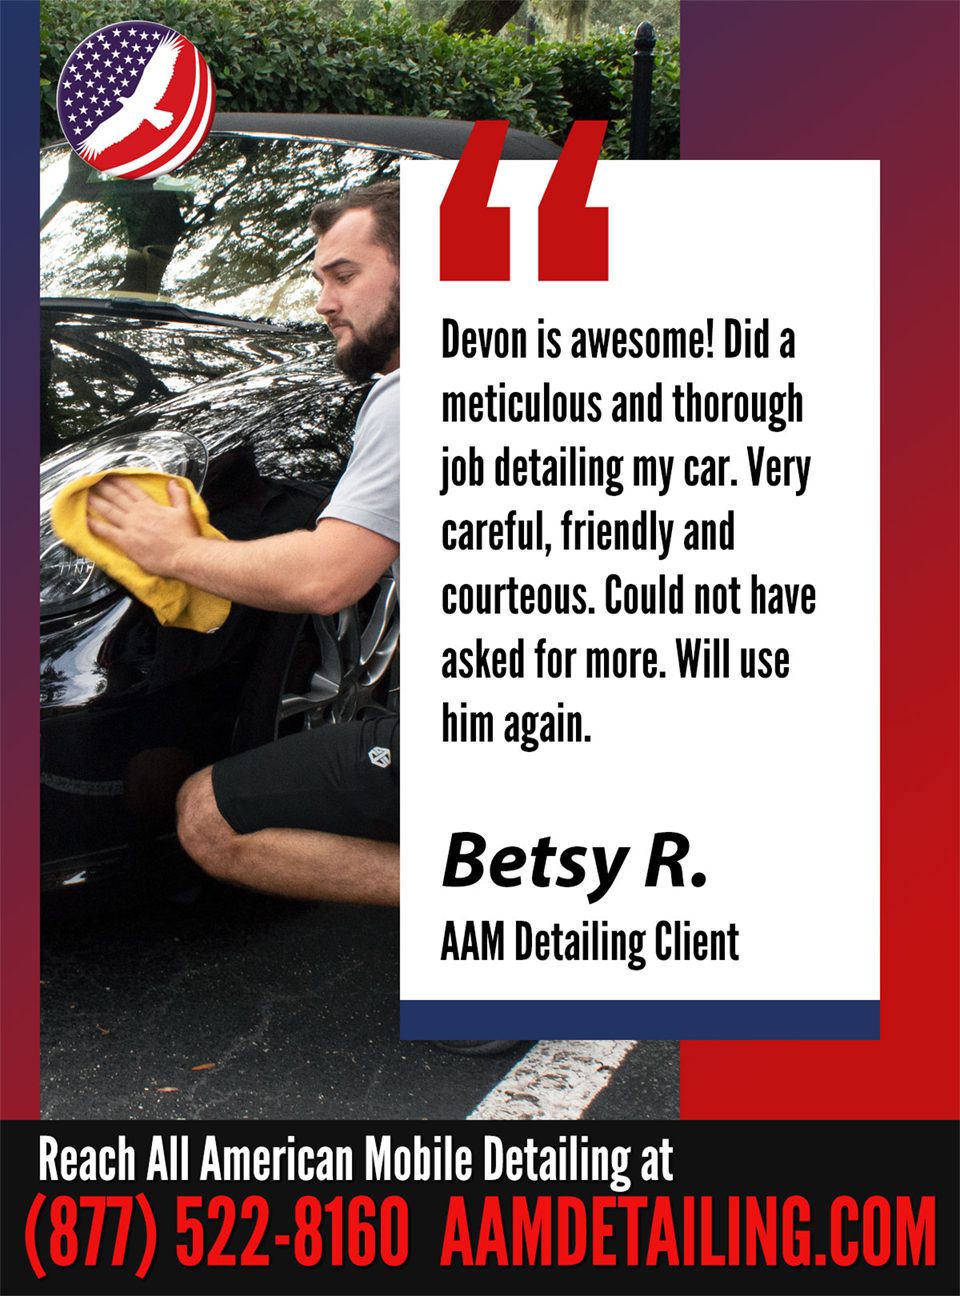 Devon is awesome! Did a
meticulous and thorough
job detailing my car. Very
careful, friendly and
courteous. Could not have
asked for more. Will use
him again.
Betsy R.
AAM Detailing Client
Reach All American Mobile Detailing at
(877) 522-8160 AAMDETAILING.COM